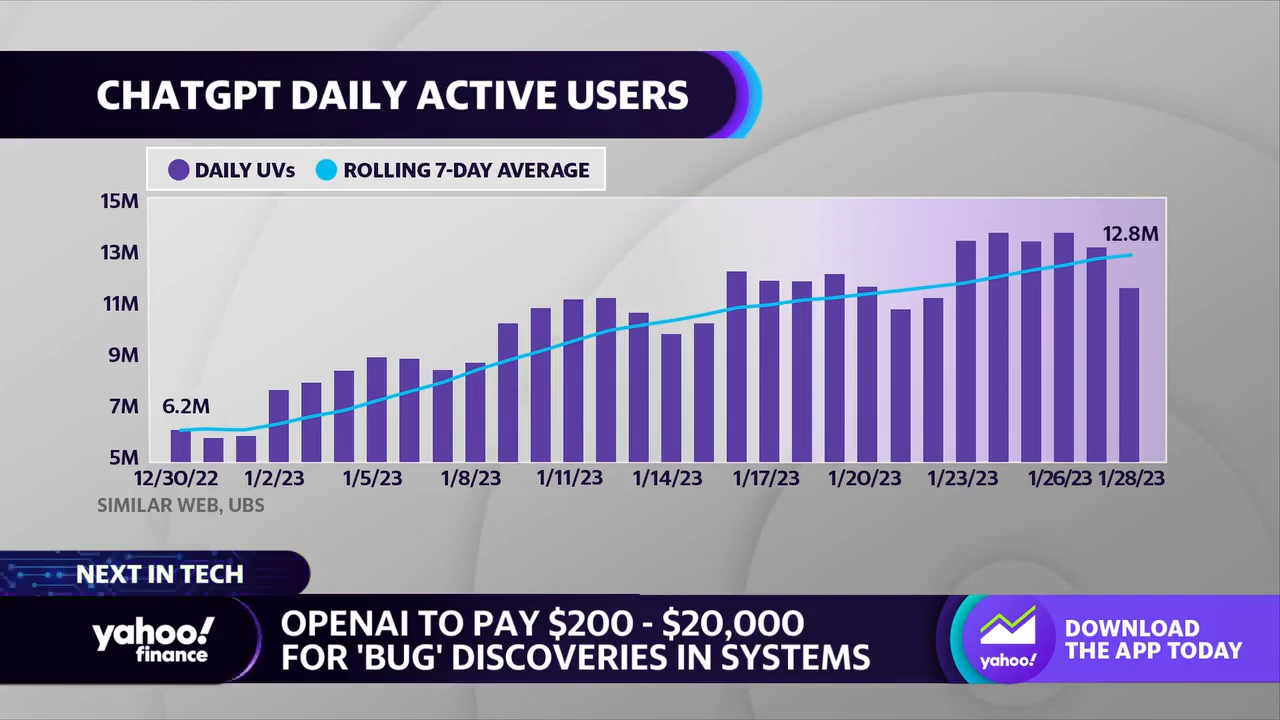 CHATGPT DAILY ACTIVE USERS
DAILY UVs ROLLING 7-DAY AVERAGE
15M
13M
11M
9M
7M
5M
6.2M
12.8M
12/30/22 1/2/23 1/5/23 1/8/23 1/11/23 1/14/23 1/17/23 1/20/23 1/23/23 1/26/23 1/28/23
SIMILAR WEB, UBS
NEXT IN TECH
yahoo!
finance
OPENAI TO PAY $200 - $20,000
FOR 'BUG' DISCOVERIES IN SYSTEMS
yahoo!
DOWNLOAD
THE APP TODAY